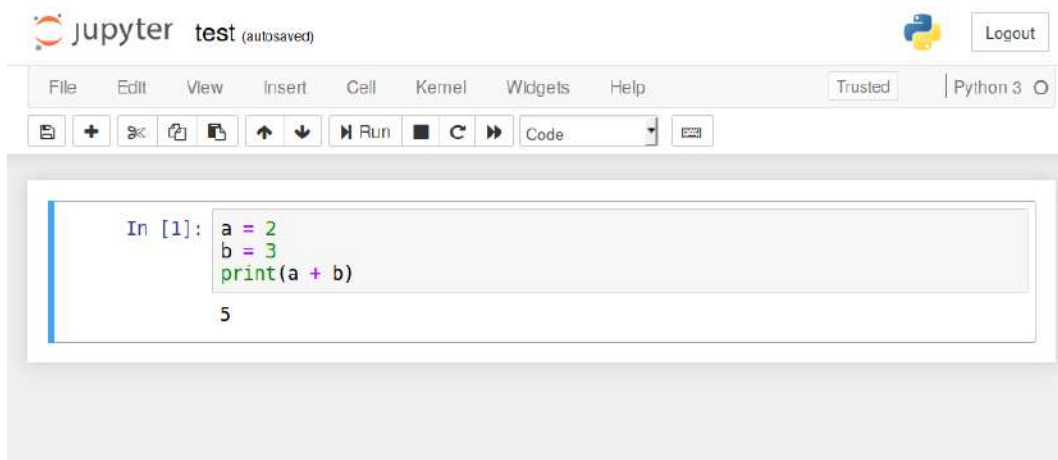 jupyter test (autosaved) Logout
File Edit View Insert Cell Kernel Widgets Help Trusted Python 3
Run Code
In [1]: a = 2
b = 3
print(a + b)
5